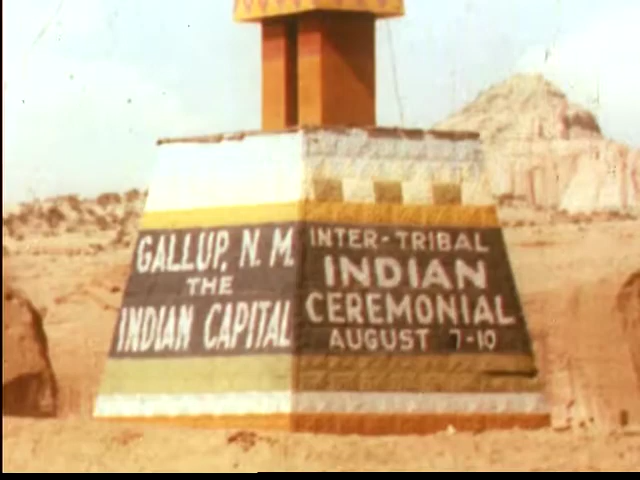 GALLUP, N. M.
THE
INDIAN CAPITAL
INTER-TRIBAL
INDIAN
CEREMONIAL
AUGUST 7-10